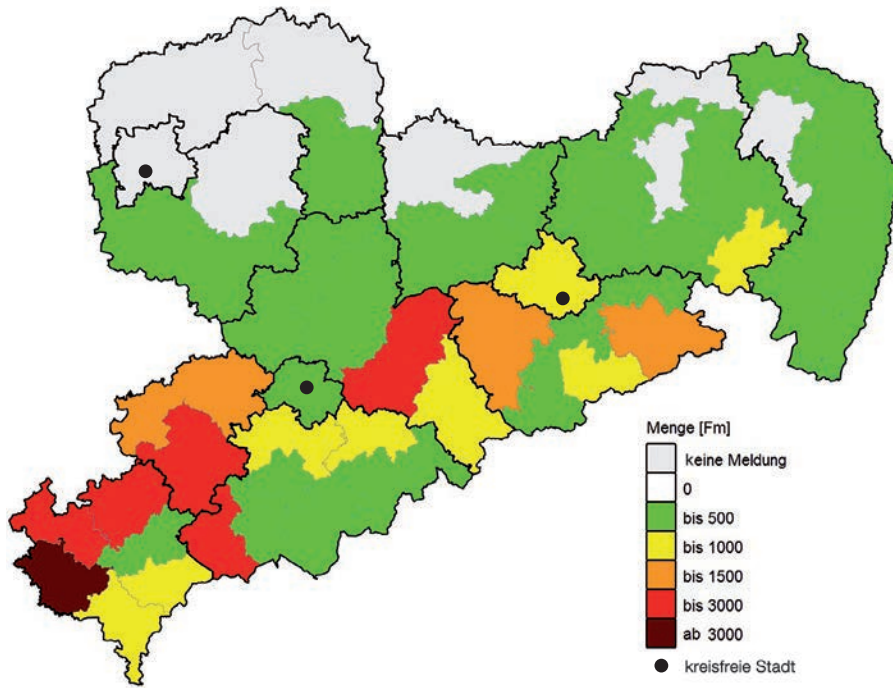 Menge [Fm]
keine Meldung
0
bis 500
bis 1000
bis 1500
bis 3000
ab 3000
kreisfreie Stadt